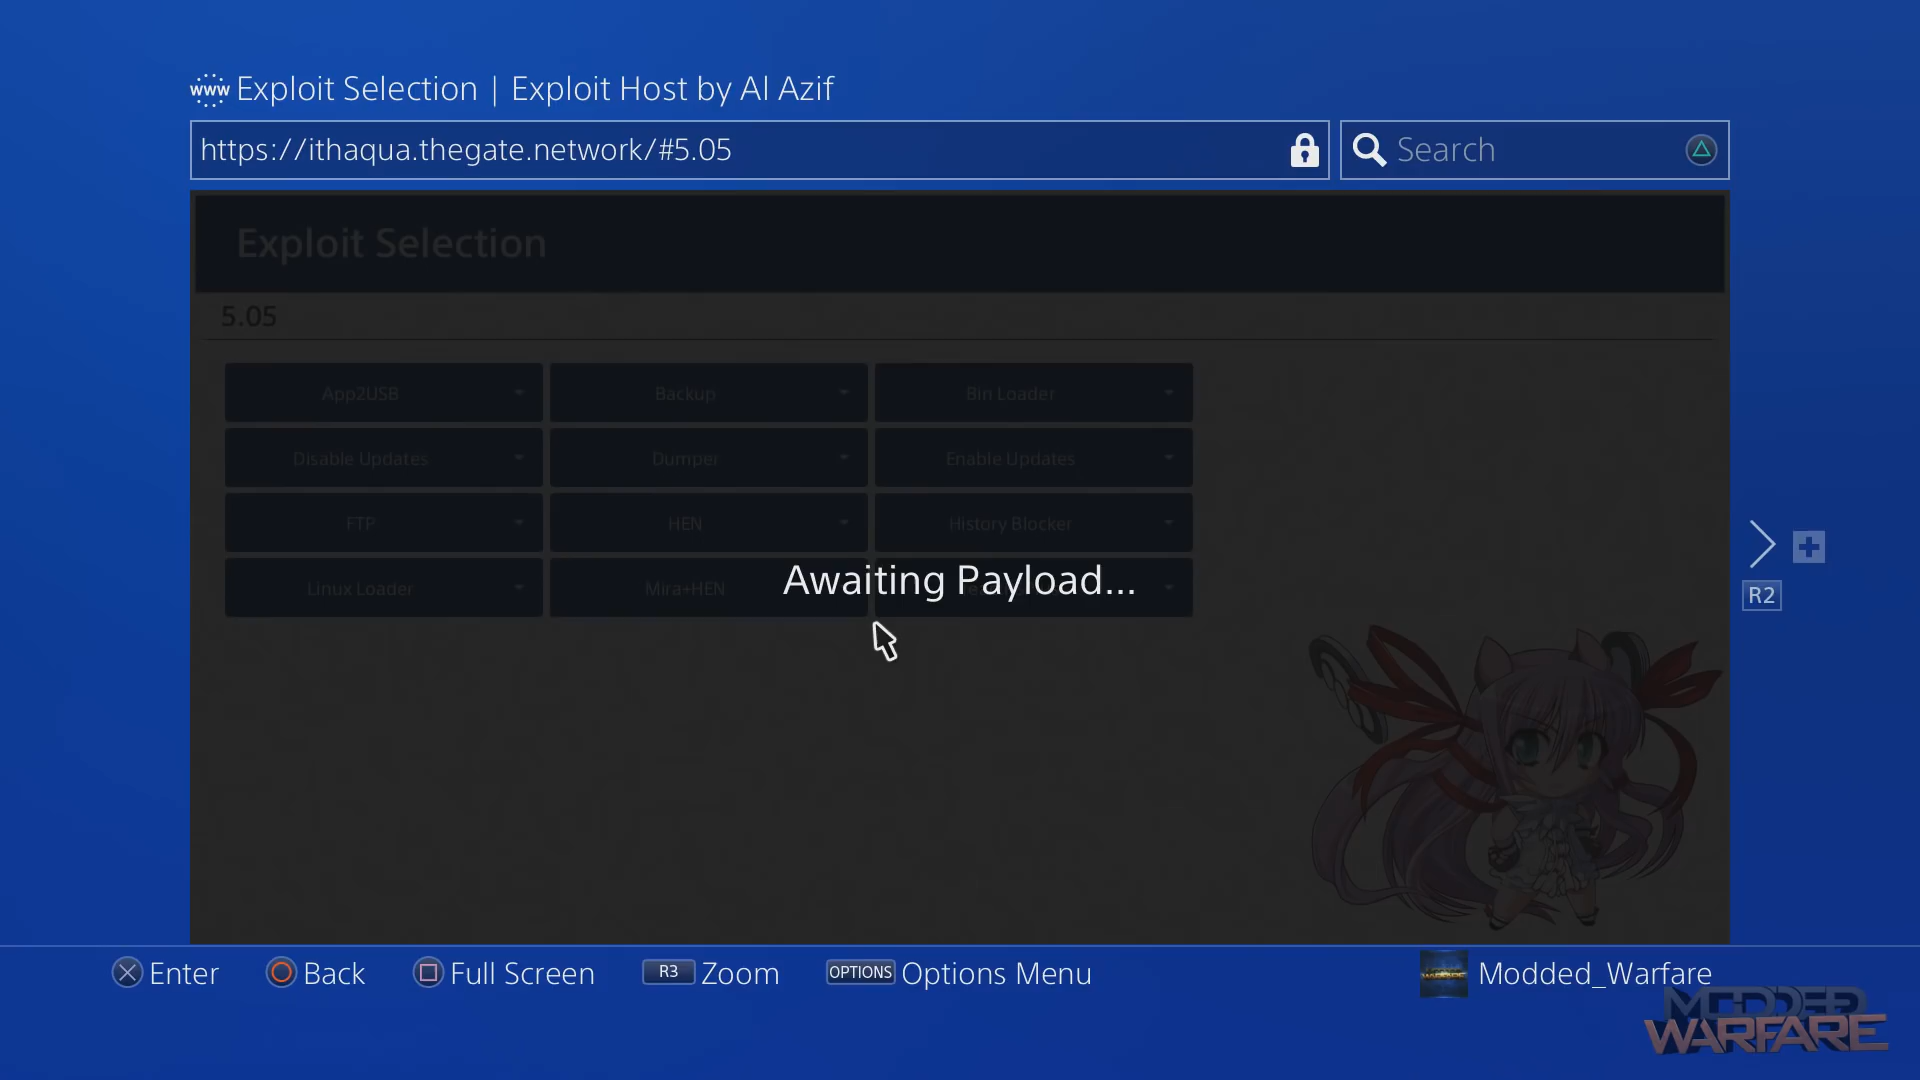 www Exploit Selection | Exploit Host by Al Azif
https://ithaqua.thegate.network/#5.05
Search
Exploit Selection
5.05
App2USB Backup Bin Loader
Disable Updates Dumper Enable Updates
FTP HEN History Blocker
Linux Loader Mira+HEN
Awaiting Payload...
R2
Enter Back Full Screen R3 Zoom OPTIONS Options Menu Modded_Warfare
MODDED
WARFARE